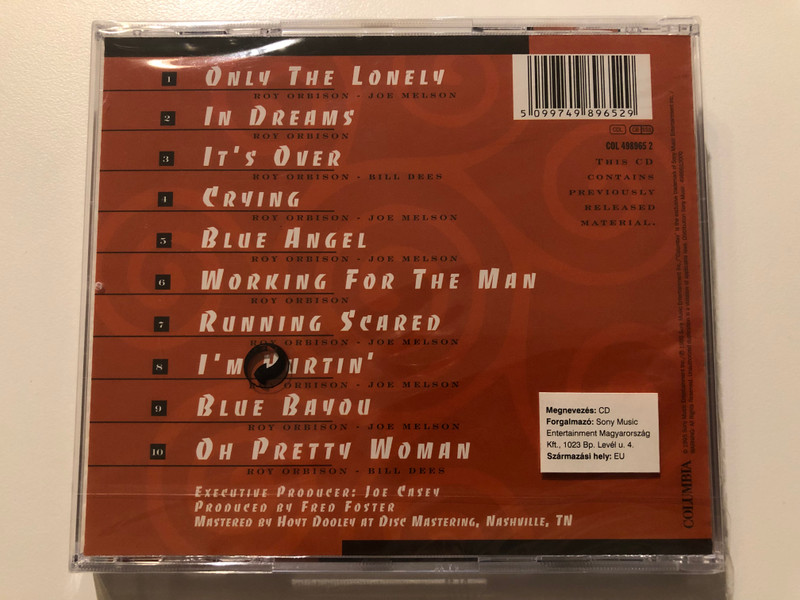 1 Only The Lonely
Roy Orbison - Joe Melson
2 In Dreams
Roy Orbison
3 It's Over
Roy Orbison - Bill Dees
4 Crying
Roy Orbison - Joe Melson
5 Blue Angel
Roy Orbison - Joe Melson
6 Working For The Man
Roy Orbison
7 Running Scared
Roy Orbison - Joe Melson
8 I'm Hurtin'
Roy Orbison - Joe Melson
9 Blue Bayou
Roy Orbison - Joe Melson
10 Oh Pretty Woman
Roy Orbison - Bill Dees
Executive Producer: Joe Casey
Produced by Fred Foster
Mastered by Hoyt Dooley at Disc Mastering, Nashville, TN
5 099749 896529
COL 498965 2
This CD
contains
previously
released
material.
Megnevezés: CD
Forgalmazó: Sony Music
Entertainment Magyarország
Kft., 1023 Bp. Levél u. 4.
Származási hely: EU
COLUMBIA